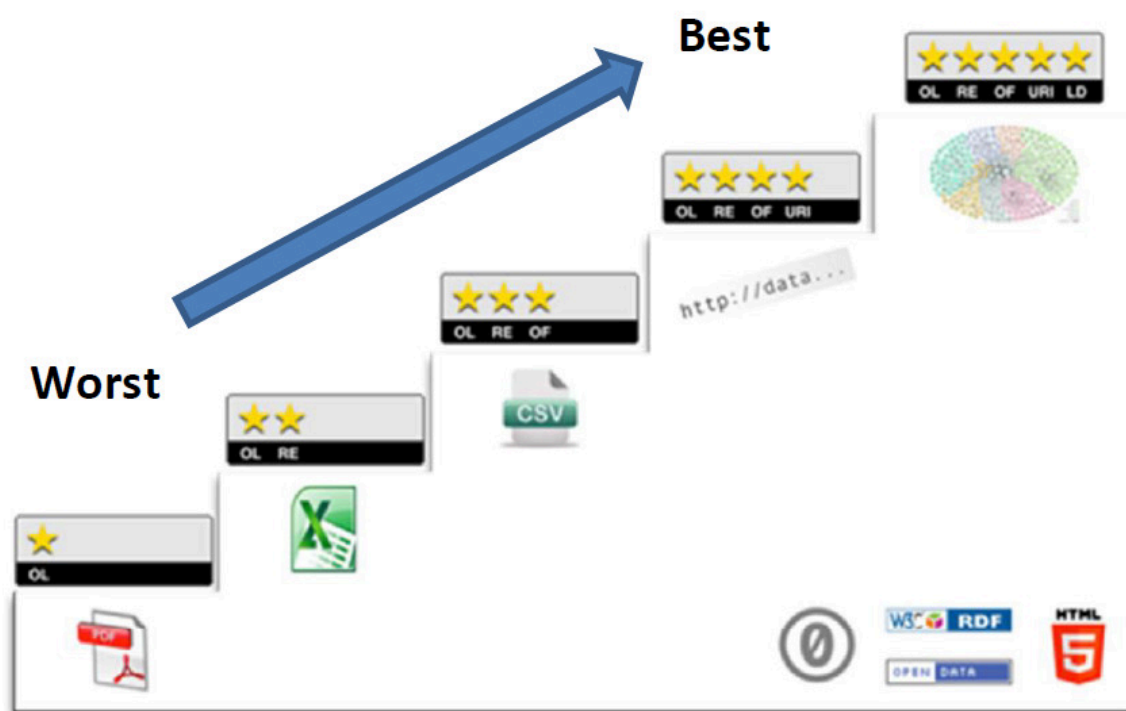 Best
OL RE OF URI LD
OL RE OF URI
http://data...
OL RE OF
Worst
CSV
OL RE
OL
PDF
0
W3C RDF
HTML
5
OPEN DATA